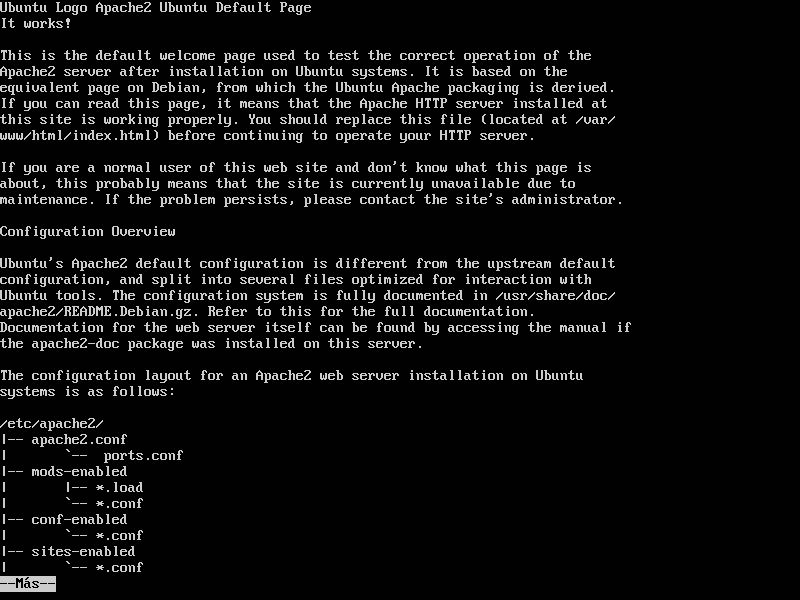 Ubuntu Logo Apache2 Ubuntu Default Page
It works!

This is the default welcome page used to test the correct operation of the
Apache2 server after installation on Ubuntu systems. It is based on the
equivalent page on Debian, from which the Ubuntu Apache packaging is derived.
If you can read this page, it means that the Apache HTTP server installed at
this site is working properly. You should replace this file (located at /var/
www/html/index.html) before continuing to operate your HTTP server.

If you are a normal user of this web site and don't know what this page is
about, this probably means that the site is currently unavailable due to
maintenance. If the problem persists, please contact the site's administrator.

Configuration Overview

Ubuntu's Apache2 default configuration is different from the upstream default
configuration, and split into several files optimized for interaction with
Ubuntu tools. The configuration system is fully documented in /usr/share/doc/
apache2/README.Debian.gz. Refer to this for the full documentation.
Documentation for the web server itself can be found by accessing the manual if
the apache2-doc package was installed on this server.

The configuration layout for an Apache2 web server installation on Ubuntu
systems is as follows:

/etc/apache2/
|-- apache2.conf
|       `--  ports.conf
|-- mods-enabled
|       |-- *.load
|       `-- *.conf
|-- conf-enabled
|       `-- *.conf
|-- sites-enabled
|       `-- *.conf
--Más--